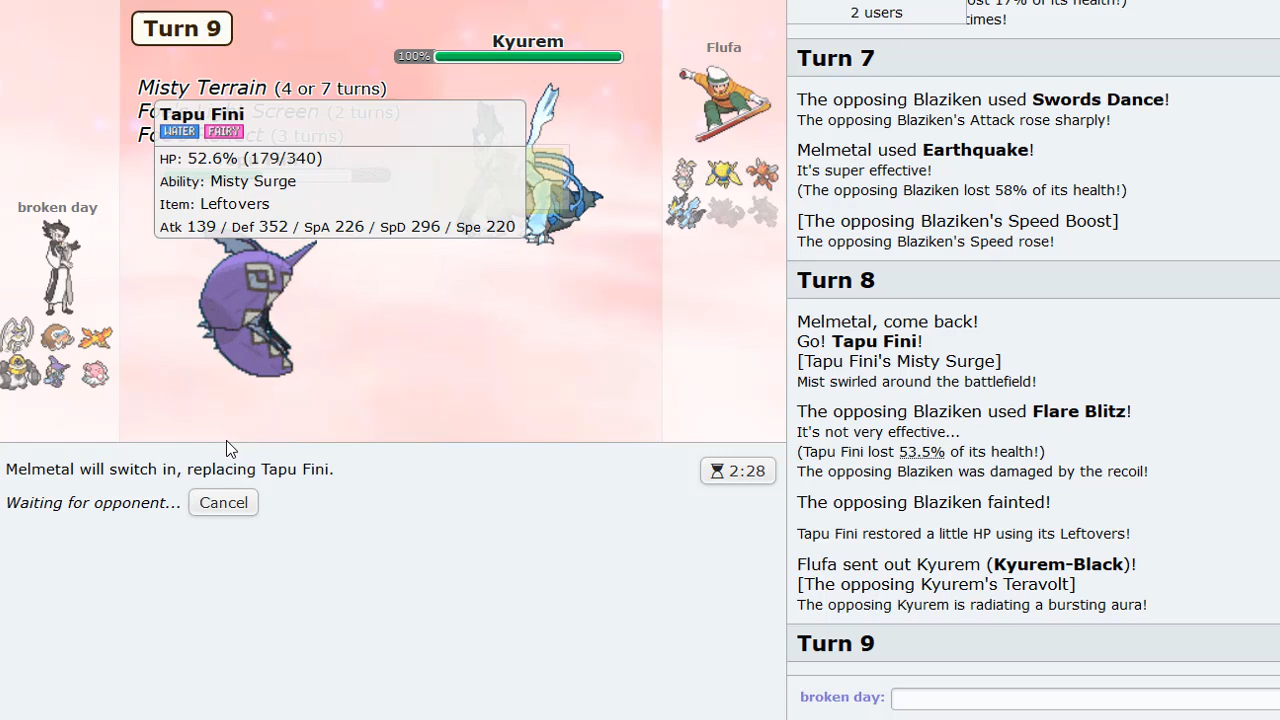 Turn 9
Kyurem
100%
Misty Terrain (4 or 7 turns)
Tapu Fini
WATER FAIRY
HP: 52.6% (179/340)
Ability: Misty Surge
Item: Leftovers
Atk 139 / Def 352 / SpA 226 / SpD 296 / Spe 220
Screen (2 turns)
(3 turns)
broken day
Flufa
Melmetal will switch in, replacing Tapu Fini.
Waiting for opponent... Cancel
2:28
2 users
times!
Turn 7
The opposing Blaziken used Swords Dance!
The opposing Blaziken's Attack rose sharply!
Melmetal used Earthquake!
It's super effective!
(The opposing Blaziken lost 58% of its health!)
[The opposing Blaziken's Speed Boost]
The opposing Blaziken's Speed rose!
Turn 8
Melmetal, come back!
Go! Tapu Fini!
[Tapu Fini's Misty Surge]
Mist swirled around the battlefield!
The opposing Blaziken used Flare Blitz!
It's not very effective...
(Tapu Fini lost 53.5% of its health!)
The opposing Blaziken was damaged by the recoil!
The opposing Blaziken fainted!
Tapu Fini restored a little HP using its Leftovers!
Flufa sent out Kyurem (Kyurem-Black)!
[The opposing Kyurem's Teravolt]
The opposing Kyurem is radiating a bursting aura!
Turn 9
broken day: